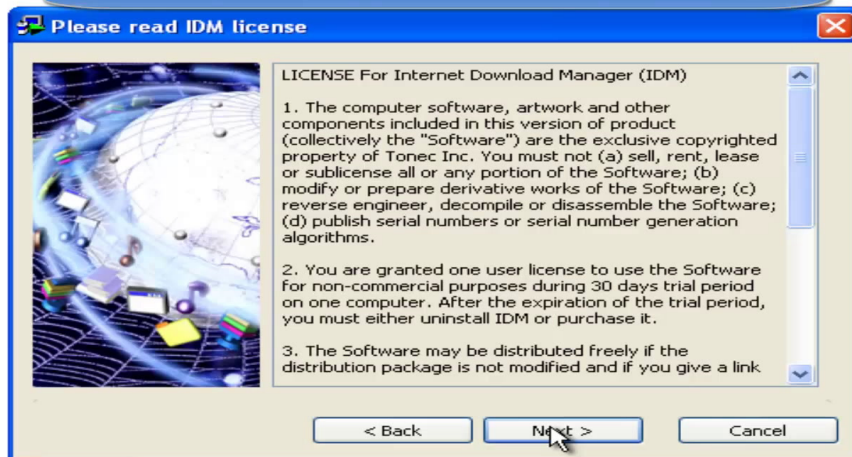 Please read IDM license
LICENSE For Internet Download Manager (IDM)
1. The computer software, artwork and other
components included in this version of product
(collectively the "Software") are the exclusive copyrighted
property of Tonec Inc. You must not (a) sell, rent, lease
or sublicense all or any portion of the Software; (b)
modify or prepare derivative works of the Software; (c)
reverse engineer, decompile or disassemble the Software;
(d) publish serial numbers or serial number generation
algorithms.
2. You are granted one user license to use the Software
for non-commercial purposes during 30 days trial period
on one computer. After the expiration of the trial period,
you must either uninstall IDM or purchase it.
3. The Software may be distributed freely if the
distribution package is not modified and if you give a link
< Back Next > Cancel